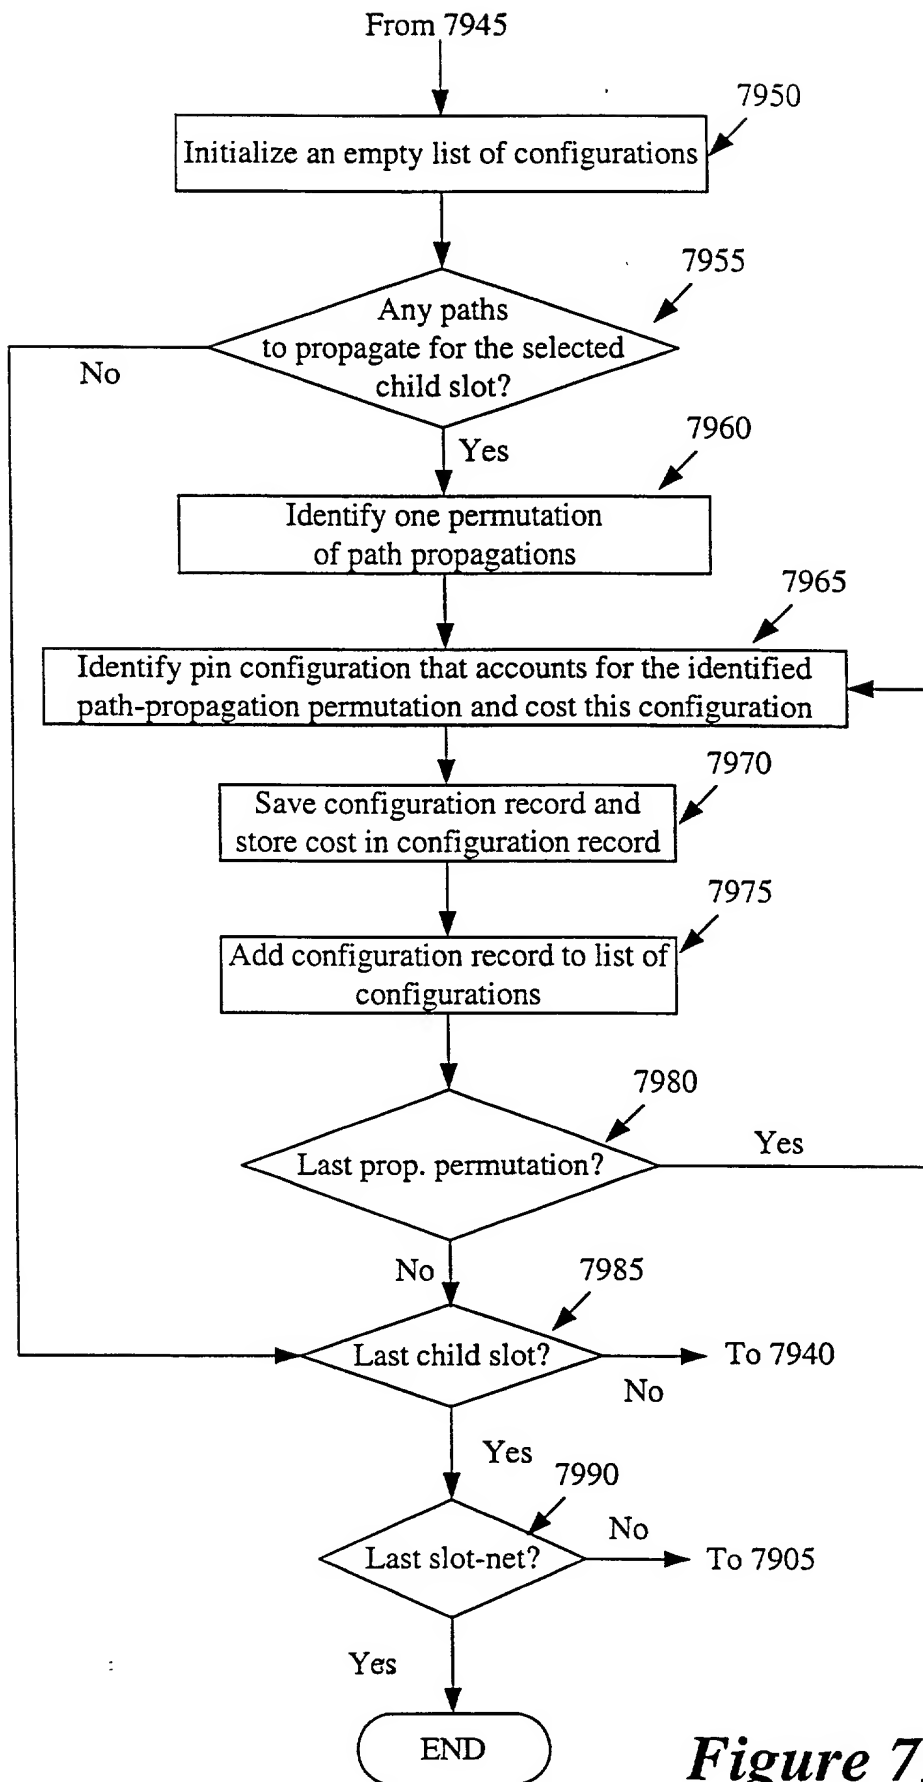 From 7945
7950
Initialize an empty list of configurations
7955
Any paths
to propagate for the selected
child slot?
No
Yes
7960
Identify one permutation
of path propagations
7965
Identify pin configuration that accounts for the identified
path-propagation permutation and cost this configuration
7970
Save configuration record and
store cost in configuration record
7975
Add configuration record to list of
configurations
7980
Last prop. permutation?
Yes
No
7985
Last child slot?
To 7940
No
Yes
7990
Last slot-net?
No
To 7905
Yes
END
Figure 7